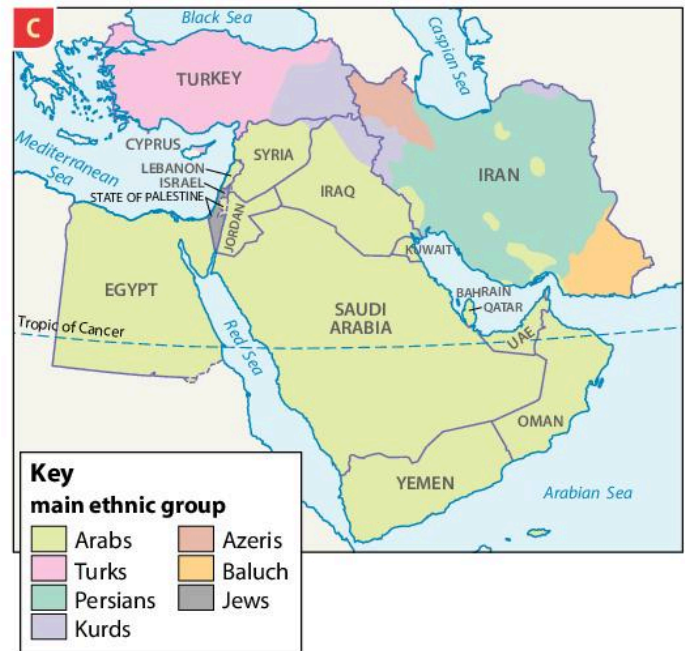 C
Black Sea
Caspian Sea
TURKEY
Mediterranean
Sea
CYPRUS
LEBANON
ISRAEL
STATE OF PALESTINE
SYRIA
IRAQ
IRAN
JORDAN
KUWAIT
EGYPT
BAHRAIN
QATAR
SAUDI
ARABIA
Tropic of Cancer
Red Sea
UAE
OMAN
YEMEN
Arabian Sea
Key
main ethnic group
Arabs
Turks
Persians
Kurds
Azeris
Baluch
Jews